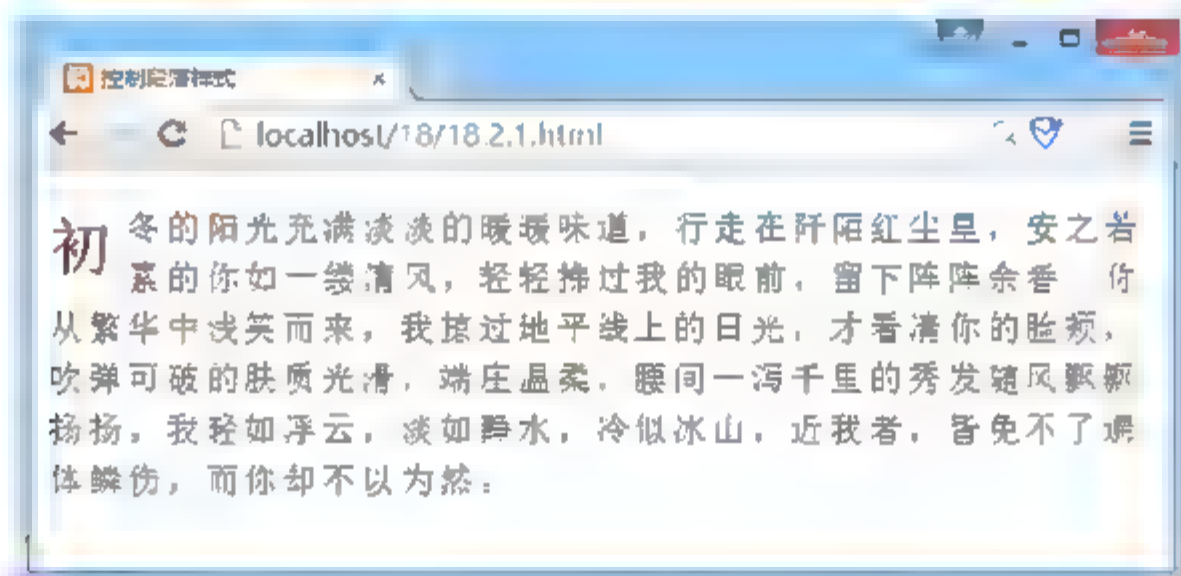 控制段落样式
localhost/18/18.2.1.html
初冬的阳光充满淡淡的暖暖味道，行走在阡陌红尘里，安之若
素的你如一缕清风，轻轻拂过我的眼前，留下阵阵余香 你
从繁华中浅笑而来，我掠过地平线上的日光，才看清你的脸颊，
吹弹可破的肤质光滑，端庄温柔，腰间一泻千里的秀发随风飘飘
扬扬，我轻如浮云，淡如静水，冷似冰山，近我者，皆免不了遍
体鳞伤，而你却不以为然。